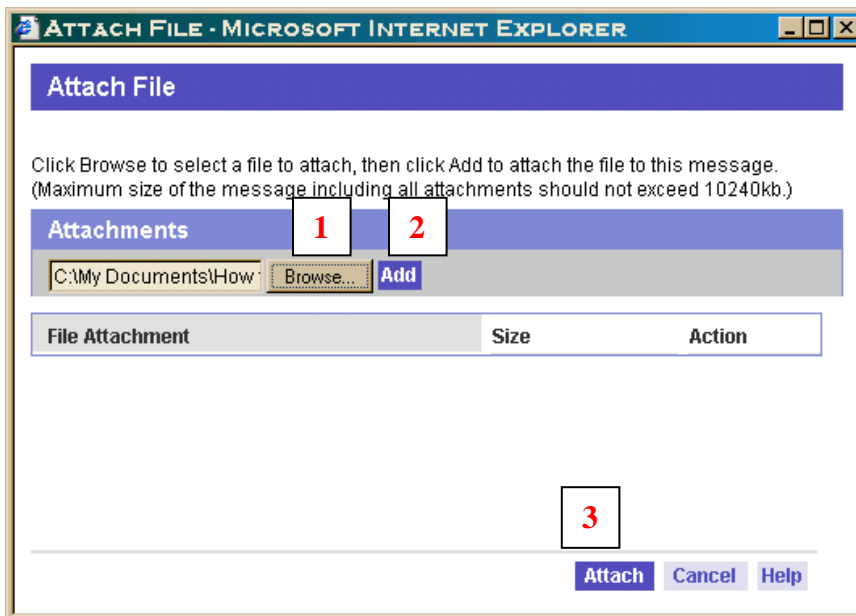 ATTACH FILE - MICROSOFT INTERNET EXPLORER
Attach File
Click Browse to select a file to attach, then click Add to attach the file to this message.
(Maximum size of the message including all attachments should not exceed 10240kb.)
Attachments
1
2
C:\My Documents\How
Browse...
Add
File Attachment Size Action
3
Attach Cancel Help